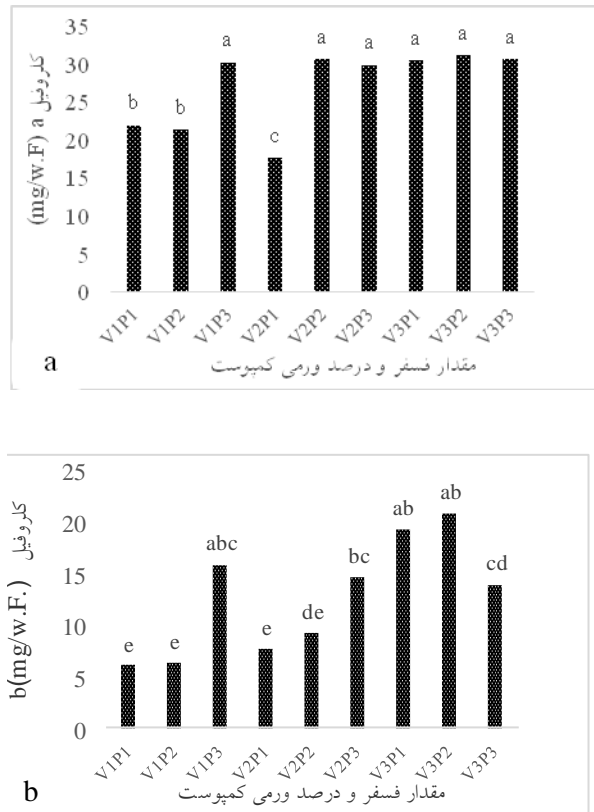 35
30
25
20
15
10
5
0
کلروفیل a
(mg/w.F)
b
b
a
c
a
a
a
a
a
V1P1
V1P2
V1P3
V2P1
V2P2
V2P3
V3P1
V3P2
V3P3
مقدار فسفر و درصد ورمی کمپوست
a
25
20
15
10
5
0
کلروفیل
b(mg/w.F.)
e
e
abc
e
de
bc
ab
ab
cd
V1P1
V1P2
V1P3
V2P1
V2P2
V2P3
V3P1
V3P2
V3P3
مقدار فسفر و درصد ورمی کمپوست
b